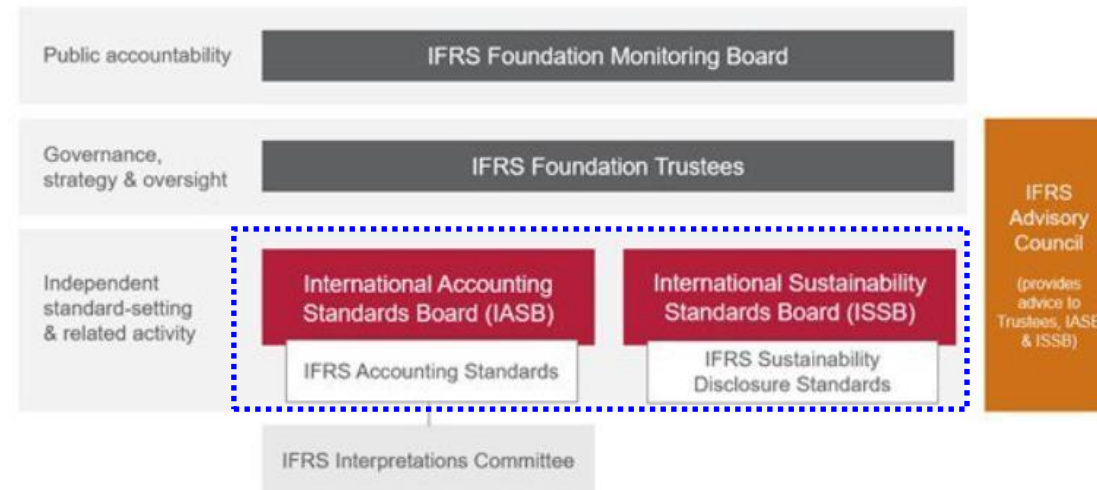 Public accountability
IFRS Foundation Monitoring Board
Governance,
strategy & oversight
IFRS Foundation Trustees
Independent
standard-setting
& related activity
International Accounting
Standards Board (IASB)
IFRS Accounting Standards
International Sustainability
Standards Board (ISSB)
IFRS Sustainability
Disclosure Standards
IFRS Interpretations Committee
IFRS
Advisory
Council
(provides
advice to
Trustees, IASB
& ISSB)